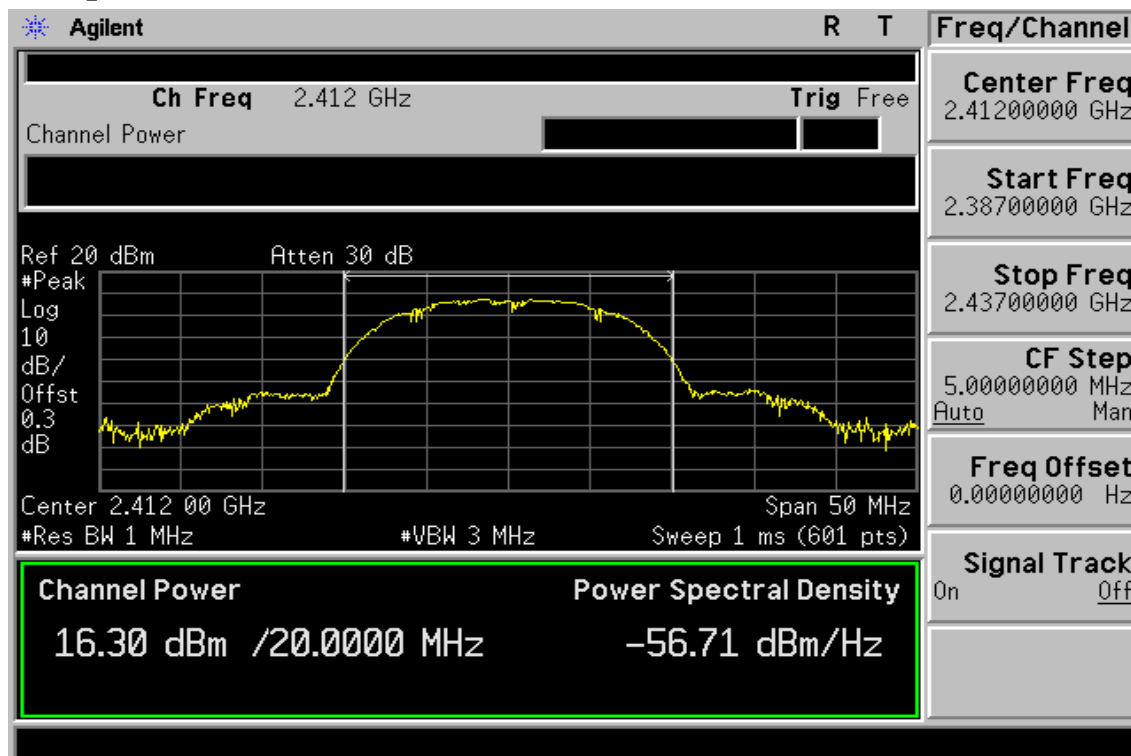 Agilent R T Freq/Channel
Ch Freq 2.412 GHz Trig Free
Channel Power
Center Freq
2.41200000 GHz
Start Freq
2.38700000 GHz
Stop Freq
2.43700000 GHz
CF Step
5.00000000 MHz
Auto Man
Freq Offset
0.00000000 Hz
Signal Track
On Off
Ref 20 dBm Atten 30 dB
#Peak
Log
10
dB/
Offst
0.3
dB
Center 2.412 00 GHz Span 50 MHz
#Res BW 1 MHz #VBW 3 MHz Sweep 1 ms (601 pts)
Channel Power Power Spectral Density
16.30 dBm /20.0000 MHz -56.71 dBm/Hz